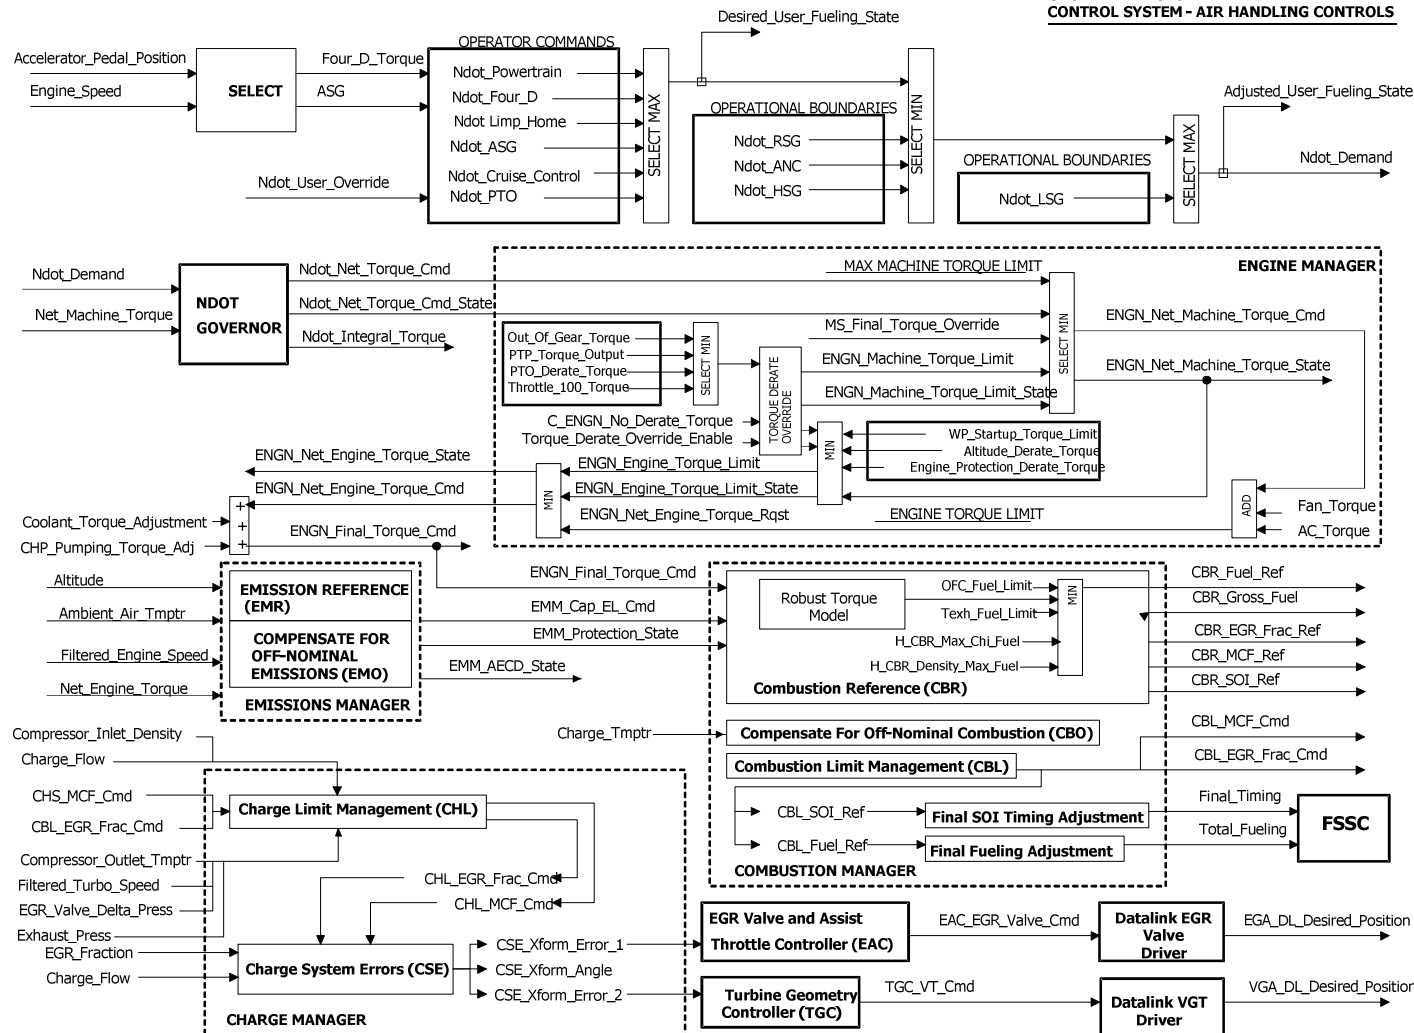 CONTROL SYSTEM - AIR HANDLING CONTROLS
Desired_User_Fueling_State
OPERATOR COMMANDS
Accelerator_Pedal_Position
Engine_Speed
SELECT
Four_D_Torque
ASG
Ndot_User_Override
Ndot_Powertrain
Ndot_Four_D
Ndot Limp_Home
Ndot_ASG
Ndot_Cruise_Control
Ndot_PTO
SELECT MAX
OPERATIONAL BOUNDARIES
Ndot_RSG
Ndot_ANC
Ndot_HSG
SELECT MIN
OPERATIONAL BOUNDARIES
Ndot_LSG
SELECT MAX
Adjusted_User_Fueling_State
Ndot_Demand
Ndot_Demand
Net_Machine_Torque
NDOT
GOVERNOR
Ndot_Net_Torque_Cmd
Ndot_Net_Torque_Cmd_State
Ndot_Integral_Torque
MAX MACHINE TORQUE LIMIT
ENGINE MANAGER
Out_Of_Gear_Torque
PTP_Torque_Output
PTO_Derate_Torque
Throttle_100_Torque
SELECT MIN
MS_Final_Torque_Override
ENGN_Machine_Torque_Limit
ENGN_Machine_Torque_Limit_State
SELECT MIN
ENGN_Net_Machine_Torque_Cmd
ENGN_Net_Machine_Torque_State
C_ENGN_No_Derate_Torque
Torque_Derate_Override_Enable
TORQUE DERATE
OVERRIDE
MIN
WP_Startup_Torque_Limit
Altitude_Derate_Torque
Engine_Protection_Derate_Torque
ENGN_Net_Engine_Torque_State
ENGN_Net_Engine_Torque_Cmd
MIN
ENGN_Engine_Torque_Limit
ENGN_Engine_Torque_Limit_State
ENGN_Net_Engine_Torque_Rqst
ENGINE TORQUE LIMIT
ADD
Fan_Torque
AC_Torque
Coolant_Torque_Adjustment
CHP_Pumping_Torque_Adj
+
+
+
ENGN_Final_Torque_Cmd
Altitude
Ambient_Air_Tmptr
Filtered_Engine_Speed
Net_Engine_Torque
EMISSION REFERENCE
(EMR)
COMPENSATE FOR
OFF-NOMINAL
EMISSIONS (EMO)
EMISSIONS MANAGER
ENGN_Final_Torque_Cmd
EMM_Cap_EL_Cmd
EMM_Protection_State
EMM_AECD_State
Robust Torque
Model
OFC_Fuel_Limit
Texh_Fuel_Limit
H_CBR_Max_Chi_Fuel
H_CBR_Density_Max_Fuel
MIN
Combustion Reference (CBR)
CBR_Fuel_Ref
CBR_Gross_Fuel
CBR_EGR_Frac_Ref
CBR_MCF_Ref
CBR_SOI_Ref
Charge_Tmptr
Compensate For Off-Nominal Combustion (CBO)
Combustion Limit Management (CBL)
CBL_MCF_Cmd
CBL_EGR_Frac_Cmd
CBL_SOI_Ref
CBL_Fuel_Ref
Final SOI Timing Adjustment
Final Fueling Adjustment
COMBUSTION MANAGER
Final_Timing
Total_Fueling
FSSC
Compressor_Inlet_Density
Charge_Flow
CHS_MCF_Cmd
CBL_EGR_Frac_Cmd
Compressor_Outlet_Tmptr
Filtered_Turbo_Speed
EGR_Valve_Delta_Press
Exhaust_Press
EGR_Fraction
Charge_Flow
Charge Limit Management (CHL)
CHL_EGR_Frac_Cmd
CHL_MCF_Cmd
Charge System Errors (CSE)
CSE_Xform_Error_1
CSE_Xform_Angle
CSE_Xform_Error_2
CHARGE MANAGER
EGR Valve and Assist
Throttle Controller (EAC)
EAC_EGR_Valve_Cmd
Datalink EGR
Valve
Driver
EGA_DL_Desired_Position
Turbine Geometry
Controller (TGC)
TGC_VT_Cmd
Datalink VGT
Driver
VGA_DL_Desired_Position